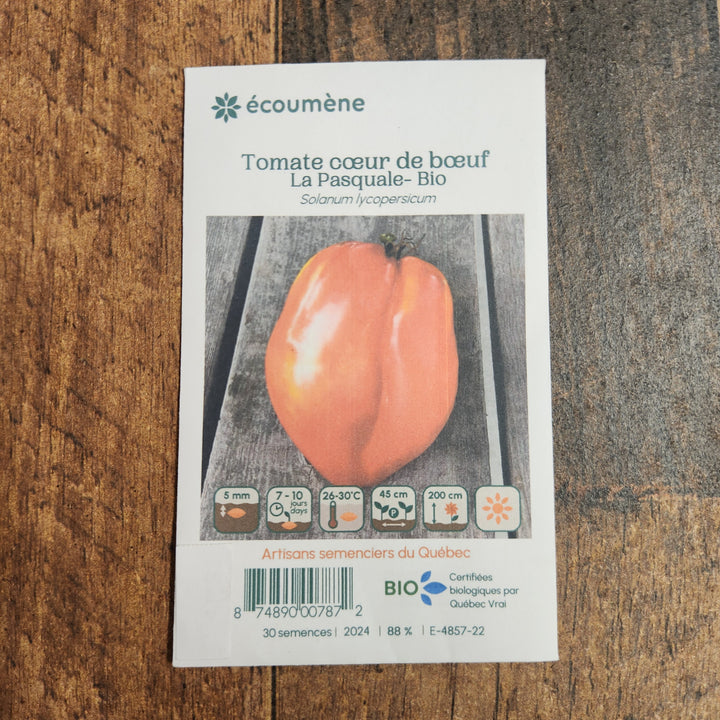 écoumène
Tomate cœur de bœuf
La Pasquale- Bio
Solanum lycopersicum
5 mm
7 - 10
jours
days
26-30°C
45 cm
P
200 cm
Artisans semenciers du Québec
8 74890 00787 2
BIO
Certifiées
biologiques par
Québec Vrai
30 semences | 2024 | 88 % | E-4857-22